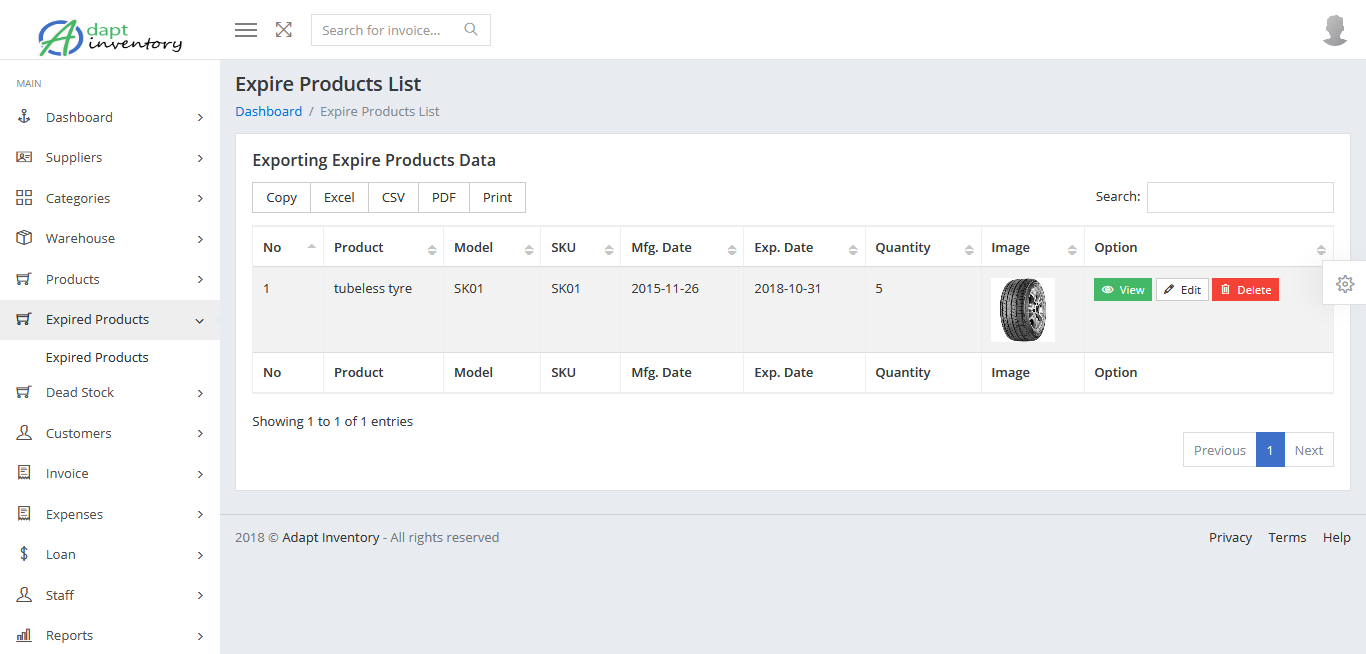 Adapt
inventory
Search for invoice...
MAIN
Dashboard
Suppliers
Categories
Warehouse
Products
Expired Products
Expired Products
Dead Stock
Customers
Invoice
Expenses
Loan
Staff
Reports
Expire Products List
Dashboard / Expire Products List
Exporting Expire Products Data
Copy Excel CSV PDF Print Search:
No Product Model SKU Mfg. Date Exp. Date Quantity Image Option
1 tubeless tyre SK01 SK01 2015-11-26 2018-10-31 5 View Edit Delete
No Product Model SKU Mfg. Date Exp. Date Quantity Image Option
Showing 1 to 1 of 1 entries
Previous 1 Next
2018 © Adapt Inventory - All rights reserved Privacy Terms Help